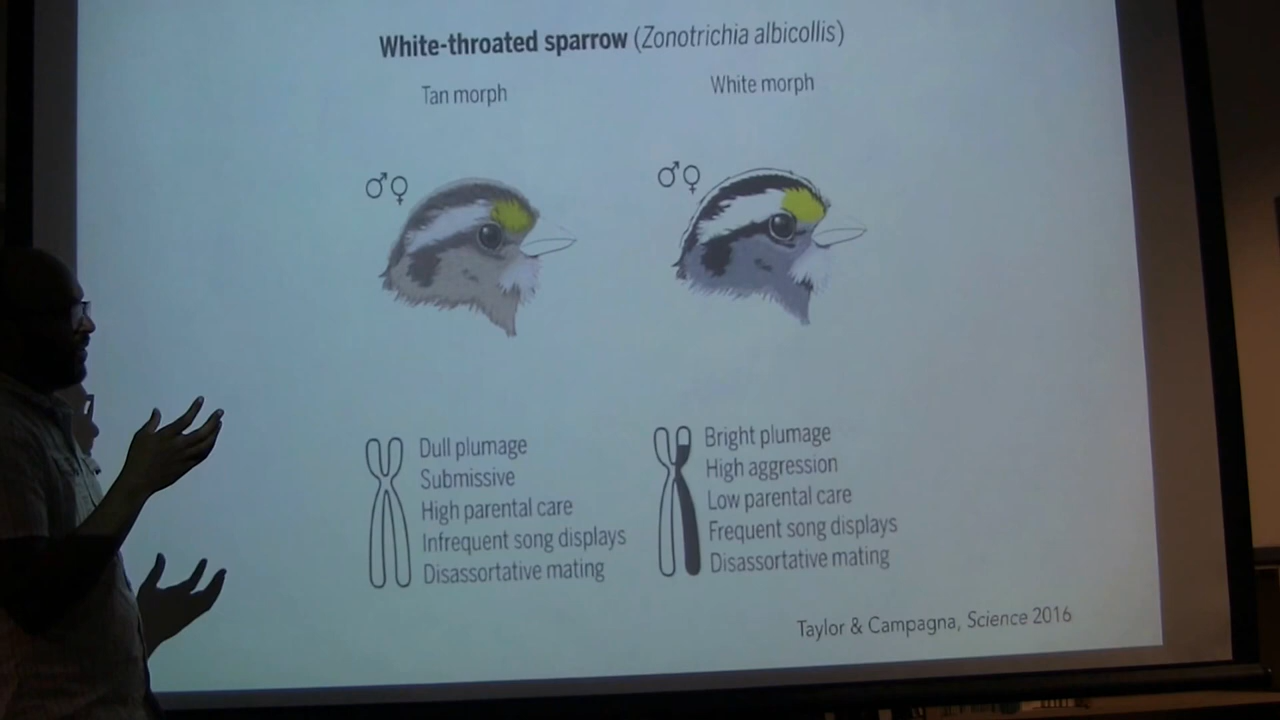 White-throated sparrow (Zonotrichia albicollis)
Tan morph
White morph
♂♀
♂♀
Dull plumage
Submissive
High parental care
Infrequent song displays
Disassortative mating
Bright plumage
High aggression
Low parental care
Frequent song displays
Disassortative mating
Taylor & Campagna, Science 2016